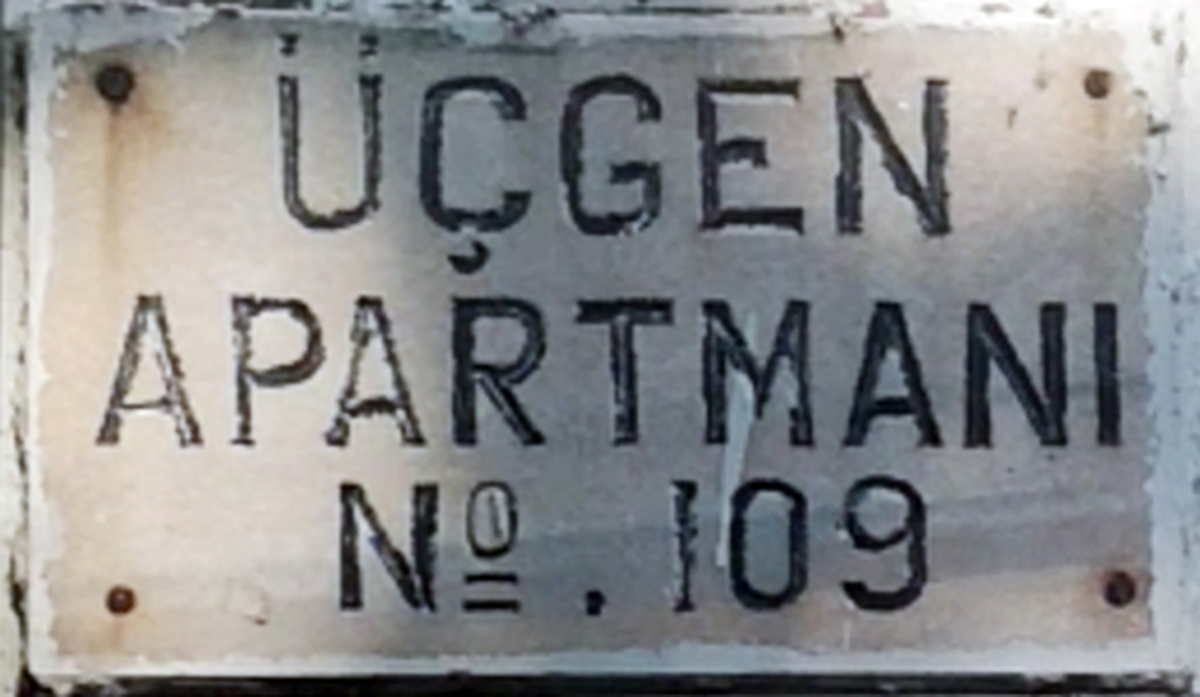 ÜÇGEN
APARTMANI
Nº. 109